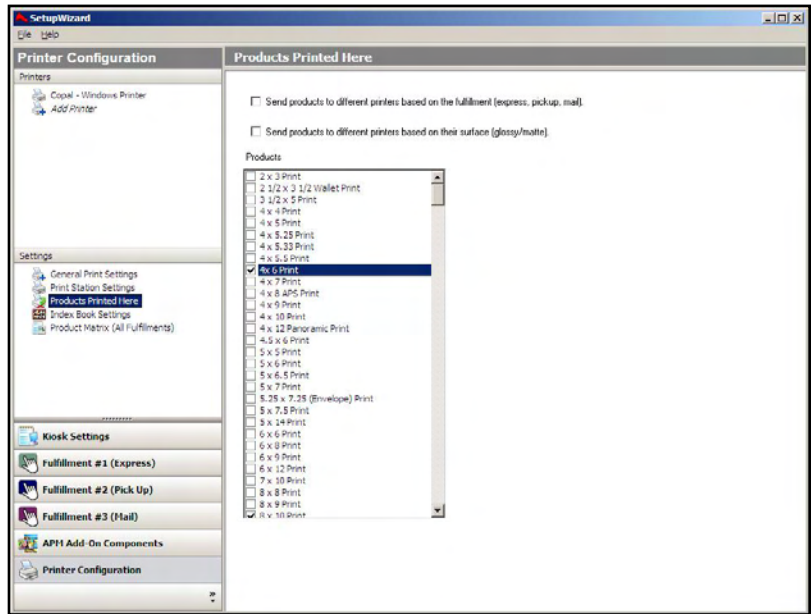 SetupWizard
File Help
Printer Configuration
Printers
Copal - Windows Printer
Add Printer
Settings
General Print Settings
Print Station Settings
Products Printed Here
Index Book Settings
Product Matrix (All Fulfillments)
Kiosk Settings
Fulfillment #1 (Express)
Fulfillment #2 (Pick Up)
Fulfillment #3 (Mail)
APM Add-On Components
Printer Configuration
Products Printed Here
Send products to different printers based on the fulfillment (express, pickup, mail).
Send products to different printers based on their surface (glossy/matte).
Products
2 x 3 Print
2 1/2 x 3 1/2 Wallet Print
3 1/2 x 5 Print
4 x 4 Print
4 x 5 Print
4 x 5.25 Print
4 x 5.33 Print
4 x 5.5 Print
4x 6 Print
4 x 7 Print
4 x 8 APS Print
4 x 9 Print
4 x 10 Print
4 x 12 Panoramic Print
4.5 x 6 Print
5 x 5 Print
5 x 6 Print
5 x 6.5 Print
5 x 7 Print
5.25 x 7.25 (Envelope) Print
5 x 7.5 Print
5 x 14 Print
6 x 6 Print
6 x 8 Print
6 x 9 Print
6 x 12 Print
7 x 10 Print
8 x 8 Print
8 x 9 Print
8 x 10 Print